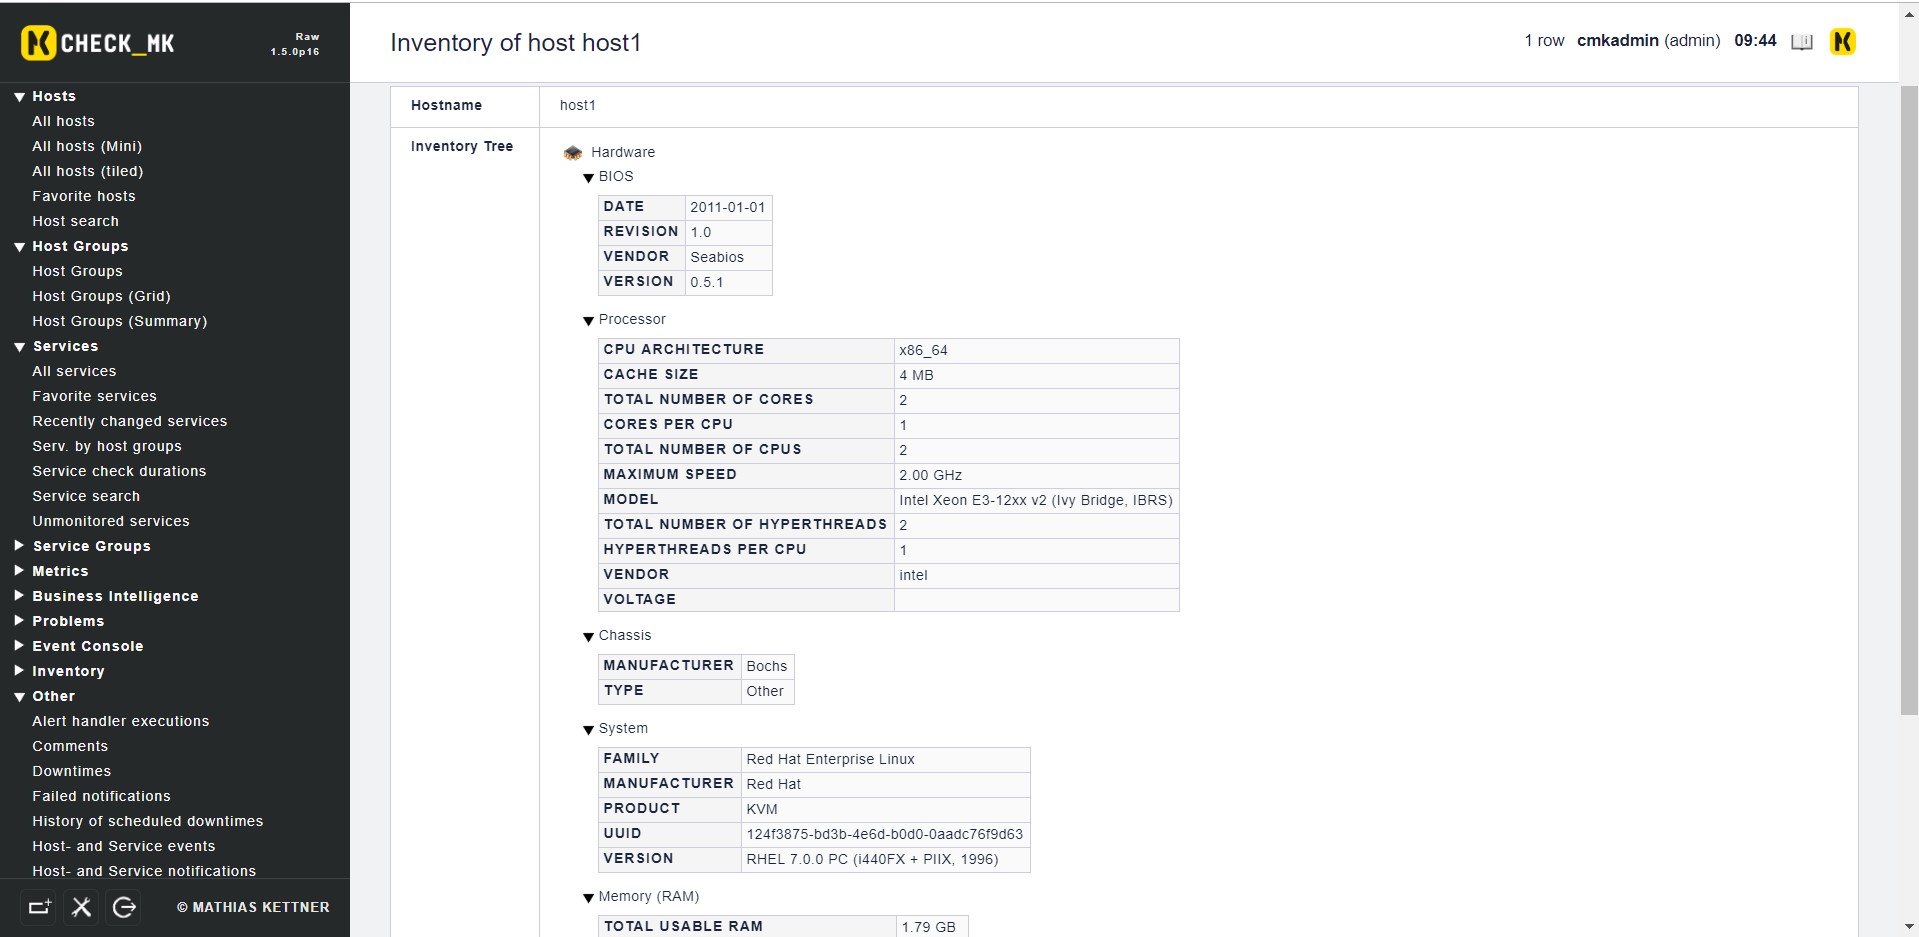 CHECK_MK
Raw
1.5.0p16
Hosts
All hosts
All hosts (Mini)
All hosts (tiled)
Favorite hosts
Host search
Host Groups
Host Groups
Host Groups (Grid)
Host Groups (Summary)
Services
All services
Favorite services
Recently changed services
Serv. by host groups
Service check durations
Service search
Unmonitored services
Service Groups
Metrics
Business Intelligence
Problems
Event Console
Inventory
Other
Alert handler executions
Comments
Downtimes
Failed notifications
History of scheduled downtimes
Host- and Service events
Host- and Service notifications
© MATHIAS KETTNER
Inventory of host host1
1 row cmkadmin (admin) 09:44
Hostname host1
Inventory Tree
Hardware
BIOS
DATE 2011-01-01
REVISION 1.0
VENDOR Seabios
VERSION 0.5.1
Processor
CPU ARCHITECTURE x86_64
CACHE SIZE 4 MB
TOTAL NUMBER OF CORES 2
CORES PER CPU 1
TOTAL NUMBER OF CPUS 2
MAXIMUM SPEED 2.00 GHz
MODEL Intel Xeon E3-12xx v2 (Ivy Bridge, IBRS)
TOTAL NUMBER OF HYPERTHREADS 2
HYPERTHREADS PER CPU 1
VENDOR intel
VOLTAGE
Chassis
MANUFACTURER Bochs
TYPE Other
System
FAMILY Red Hat Enterprise Linux
MANUFACTURER Red Hat
PRODUCT KVM
UUID 124f3875-bd3b-4e6d-b0d0-0aadc76f9d63
VERSION RHEL 7.0.0 PC (i440FX + PIIX, 1996)
Memory (RAM)
TOTAL USABLE RAM 1.79 GB